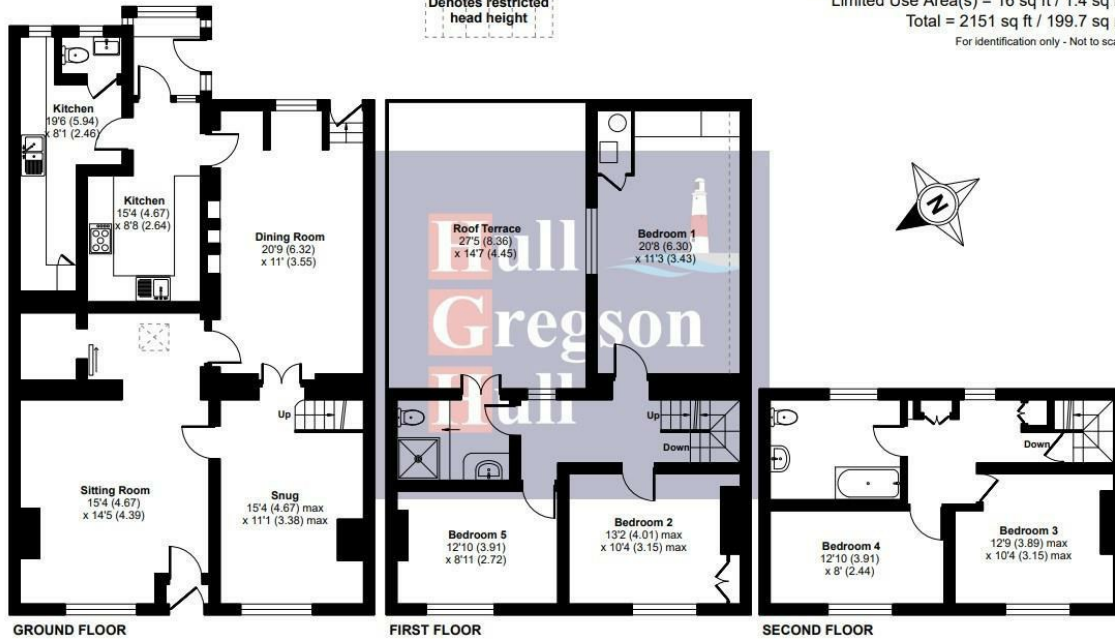 Denotes restricted
head height
Limited Use Area(s) = 16 sq ft / 1.4 sq
Total = 2151 sq ft / 199.7 sq
For identification only - Not to sca
Kitchen
19'6 (5.94)
x 8'1 (2.46)
Kitchen
15'4 (4.67)
x 8'8 (2.64)
Dining Room
20'9 (6.32)
x 11' (3.55)
Sitting Room
15'4 (4.67)
x 14'5 (4.39)
Up
Snug
15'4 (4.67) max
x 11'1 (3.38) max
GROUND FLOOR
Hull
Gregson
Hull
Roof Terrace
27'5 (8.36)
x 14'7 (4.45)
Bedroom 1
20'8 (6.30)
x 11'3 (3.43)
Up
Down
Bedroom 5
12'10 (3.91)
x 8'11 (2.72)
Bedroom 2
13'2 (4.01) max
x 10'4 (3.15) max
FIRST FLOOR
N
Down
Bedroom 4
12'10 (3.91)
x 8' (2.44)
Bedroom 3
12'9 (3.89) max
x 10'4 (3.15) max
SECOND FLOOR